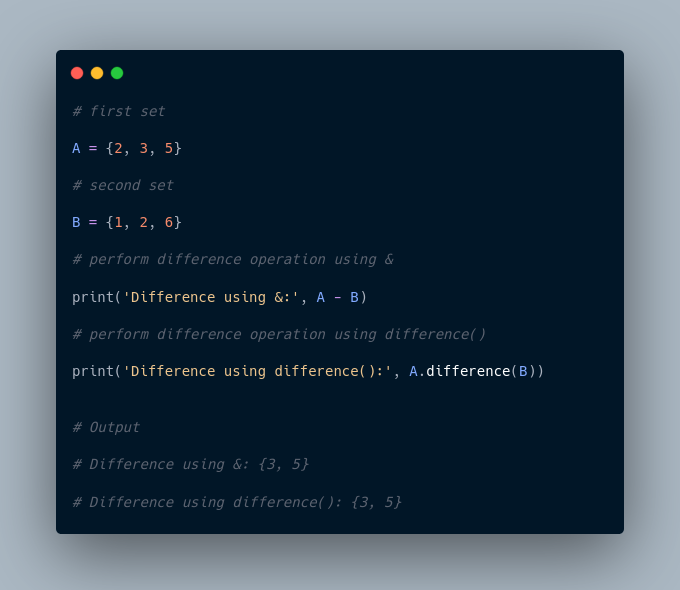 # first set
A = {2, 3, 5}
# second set
B = {1, 2, 6}
# perform difference operation using &
print('Difference using &:', A - B)
# perform difference operation using difference()
print('Difference using difference():', A.difference(B))
# Output
# Difference using &: {3, 5}
# Difference using difference(): {3, 5}